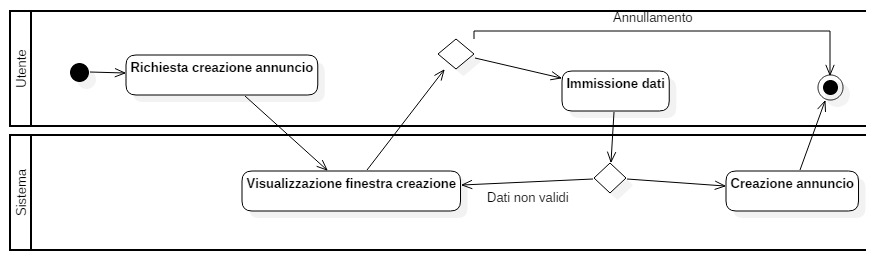 Annullamento
Utente
Richiesta creazione annuncio
Immissione dati
Sistema
Visualizzazione finestra creazione
Dati non validi
Creazione annuncio